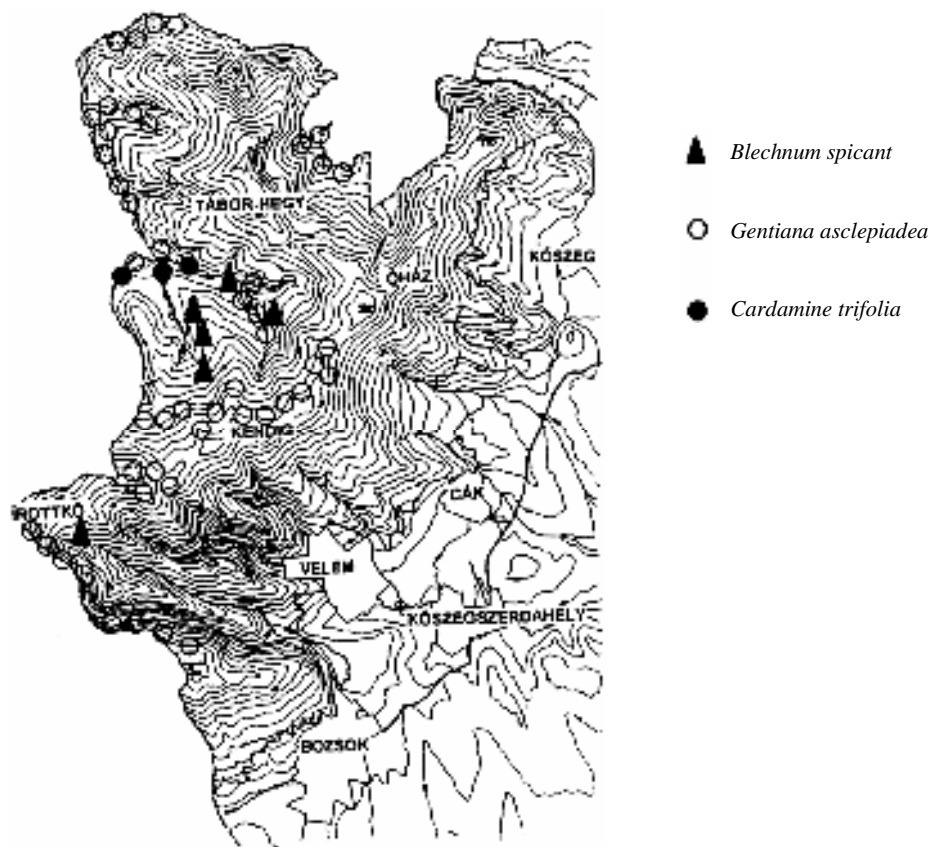 Blechnum spicant
Gentiana asclepiadea
Cardamine trifolia
TÁBOR-HEGY
ÓHÁZ
KŐSZEG
KENDIG
CÁK
ÍROTTKŐ
VELEM
KŐSZEGSZERDAHELY
BOZSOK